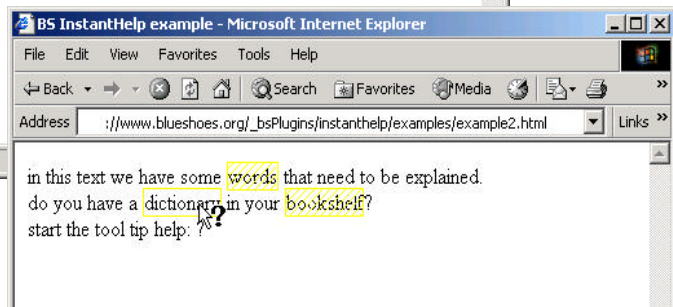 BS InstantHelp example - Microsoft Internet Explorer
File Edit View Favorites Tools Help
Back Search Favorites Media »
Address ://www.blueshoes.org/_bsPlugins/instanthelp/examples/example2.html Links »
in this text we have some words that need to be explained.
do you have a dictionary in your bookshelf?
start the tool tip help: ?